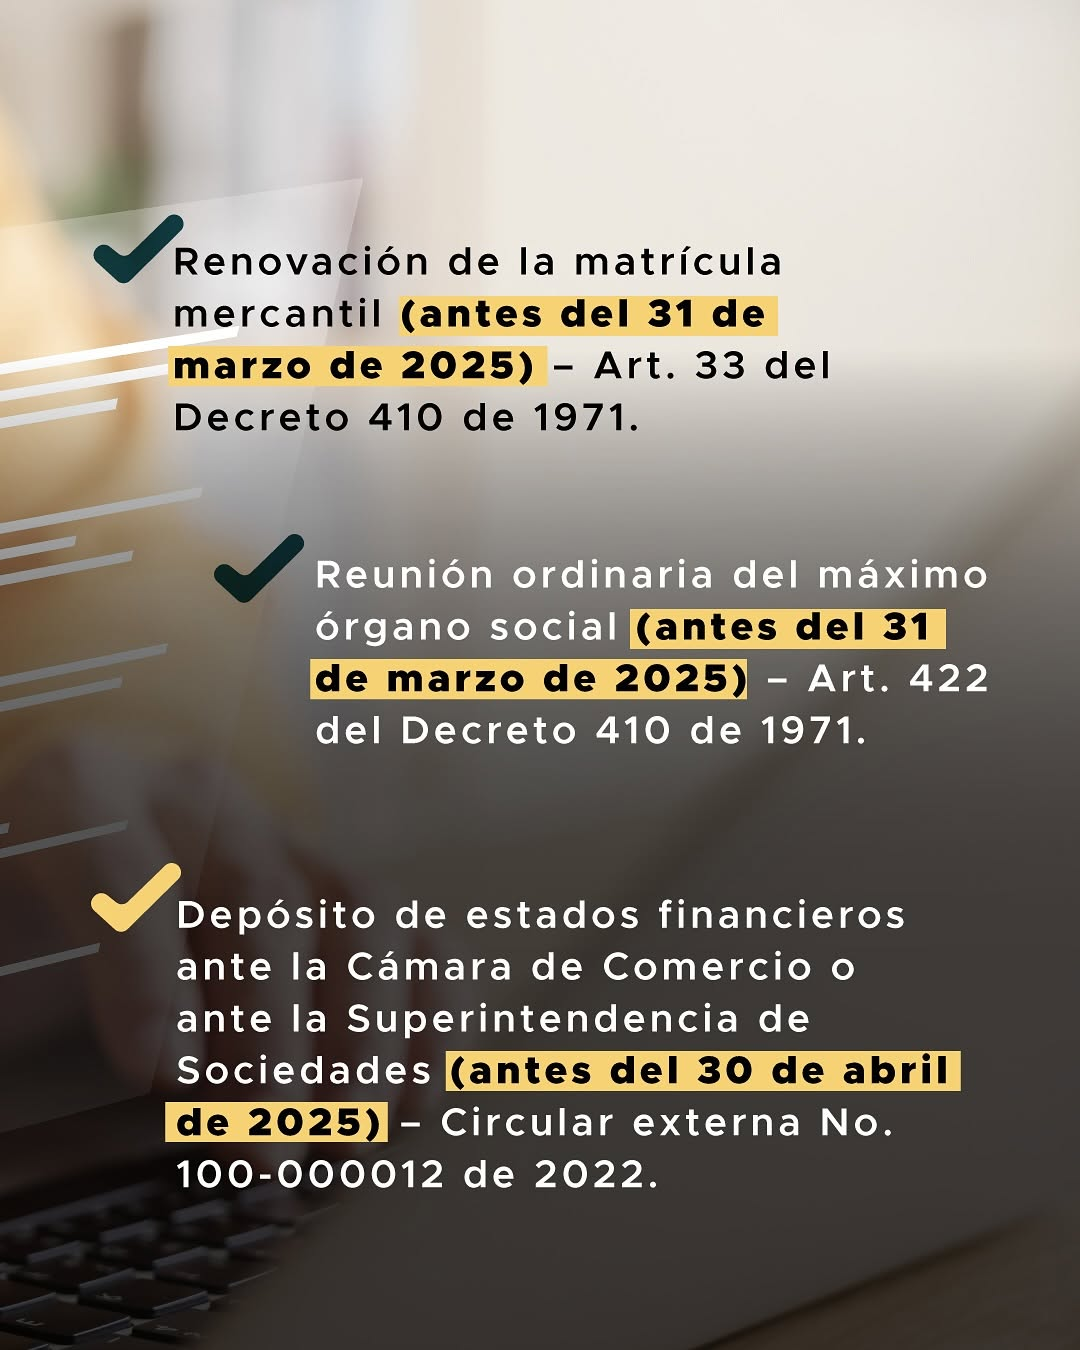 Renovación de la matrícula
mercantil (antes del 31 de
marzo de 2025) – Art. 33 del
Decreto 410 de 1971.
Reunión ordinaria del máximo
órgano social (antes del 31
de marzo de 2025) – Art. 422
del Decreto 410 de 1971.
Depósito de estados financieros
ante la Cámara de Comercio o
ante la Superintendencia de
Sociedades (antes del 30 de abril
de 2025) – Circular externa No.
100-000012 de 2022.